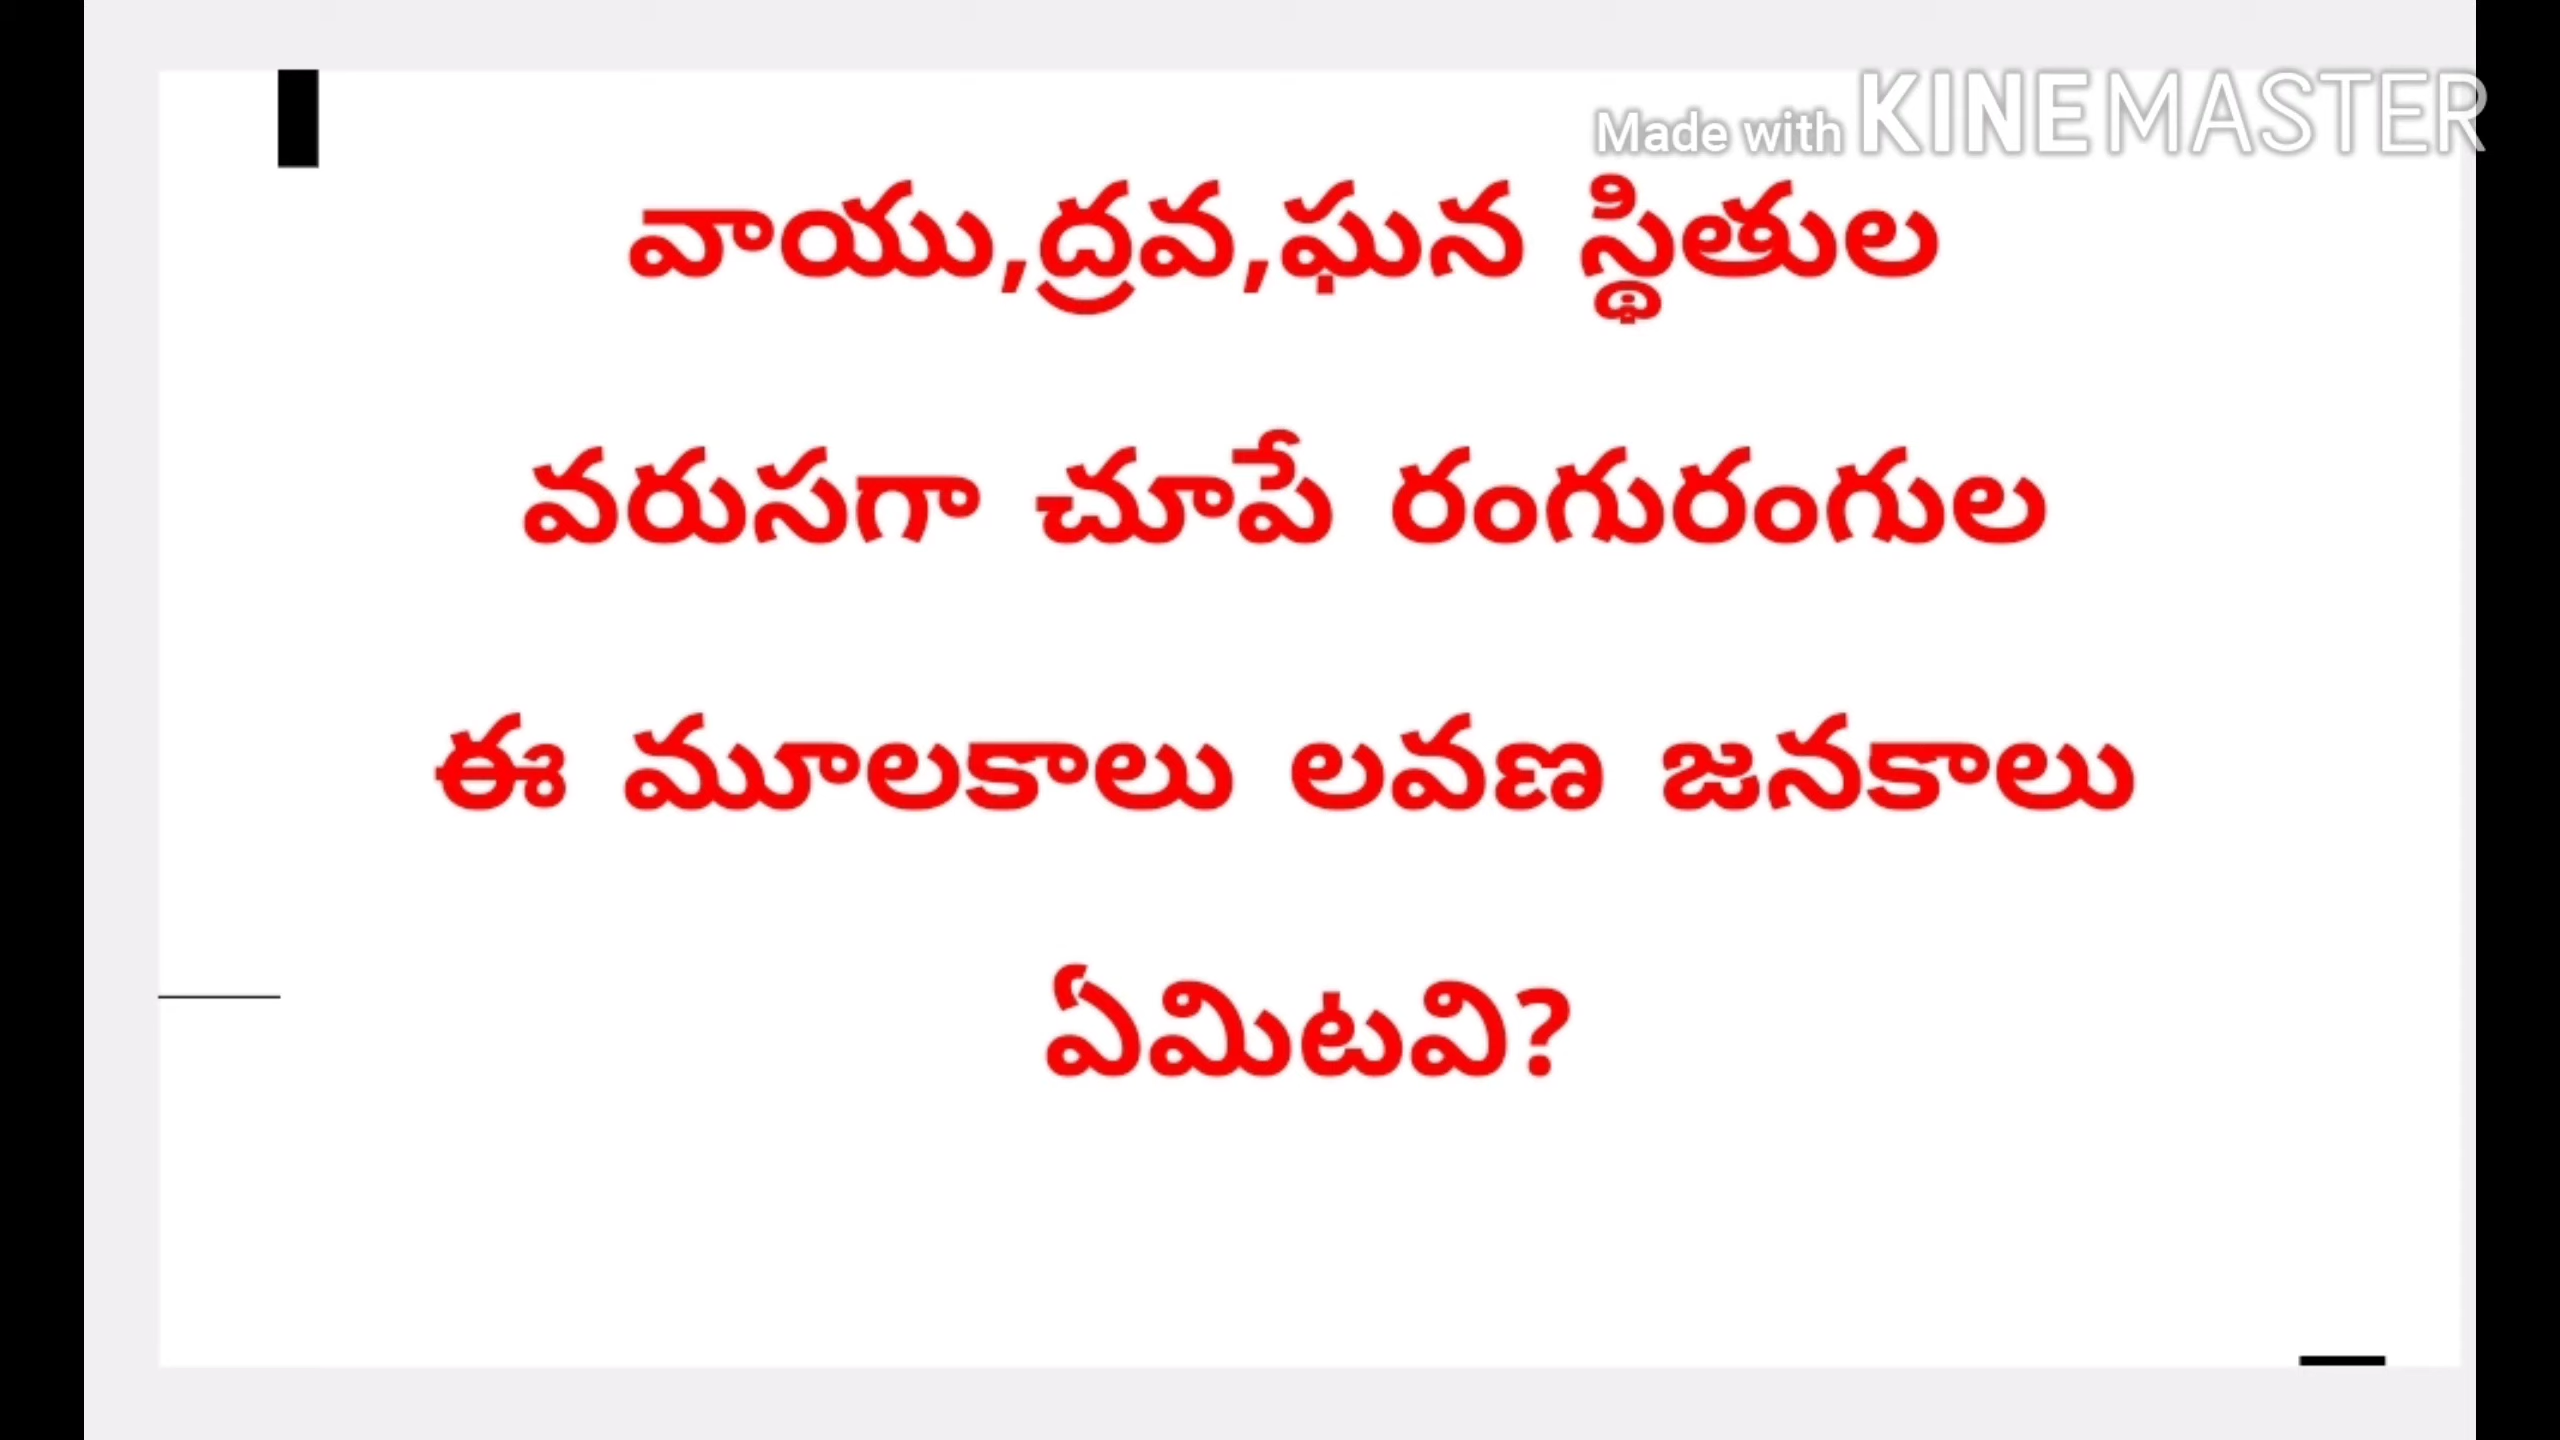 Made with KINEMASTER
వాయు,ద్రవ,ఘన స్థితుల
వరుసగా చూపే రంగురంగుల
ఈ మూలకాలు లవణ జనకాలు
ఏమిటవి?